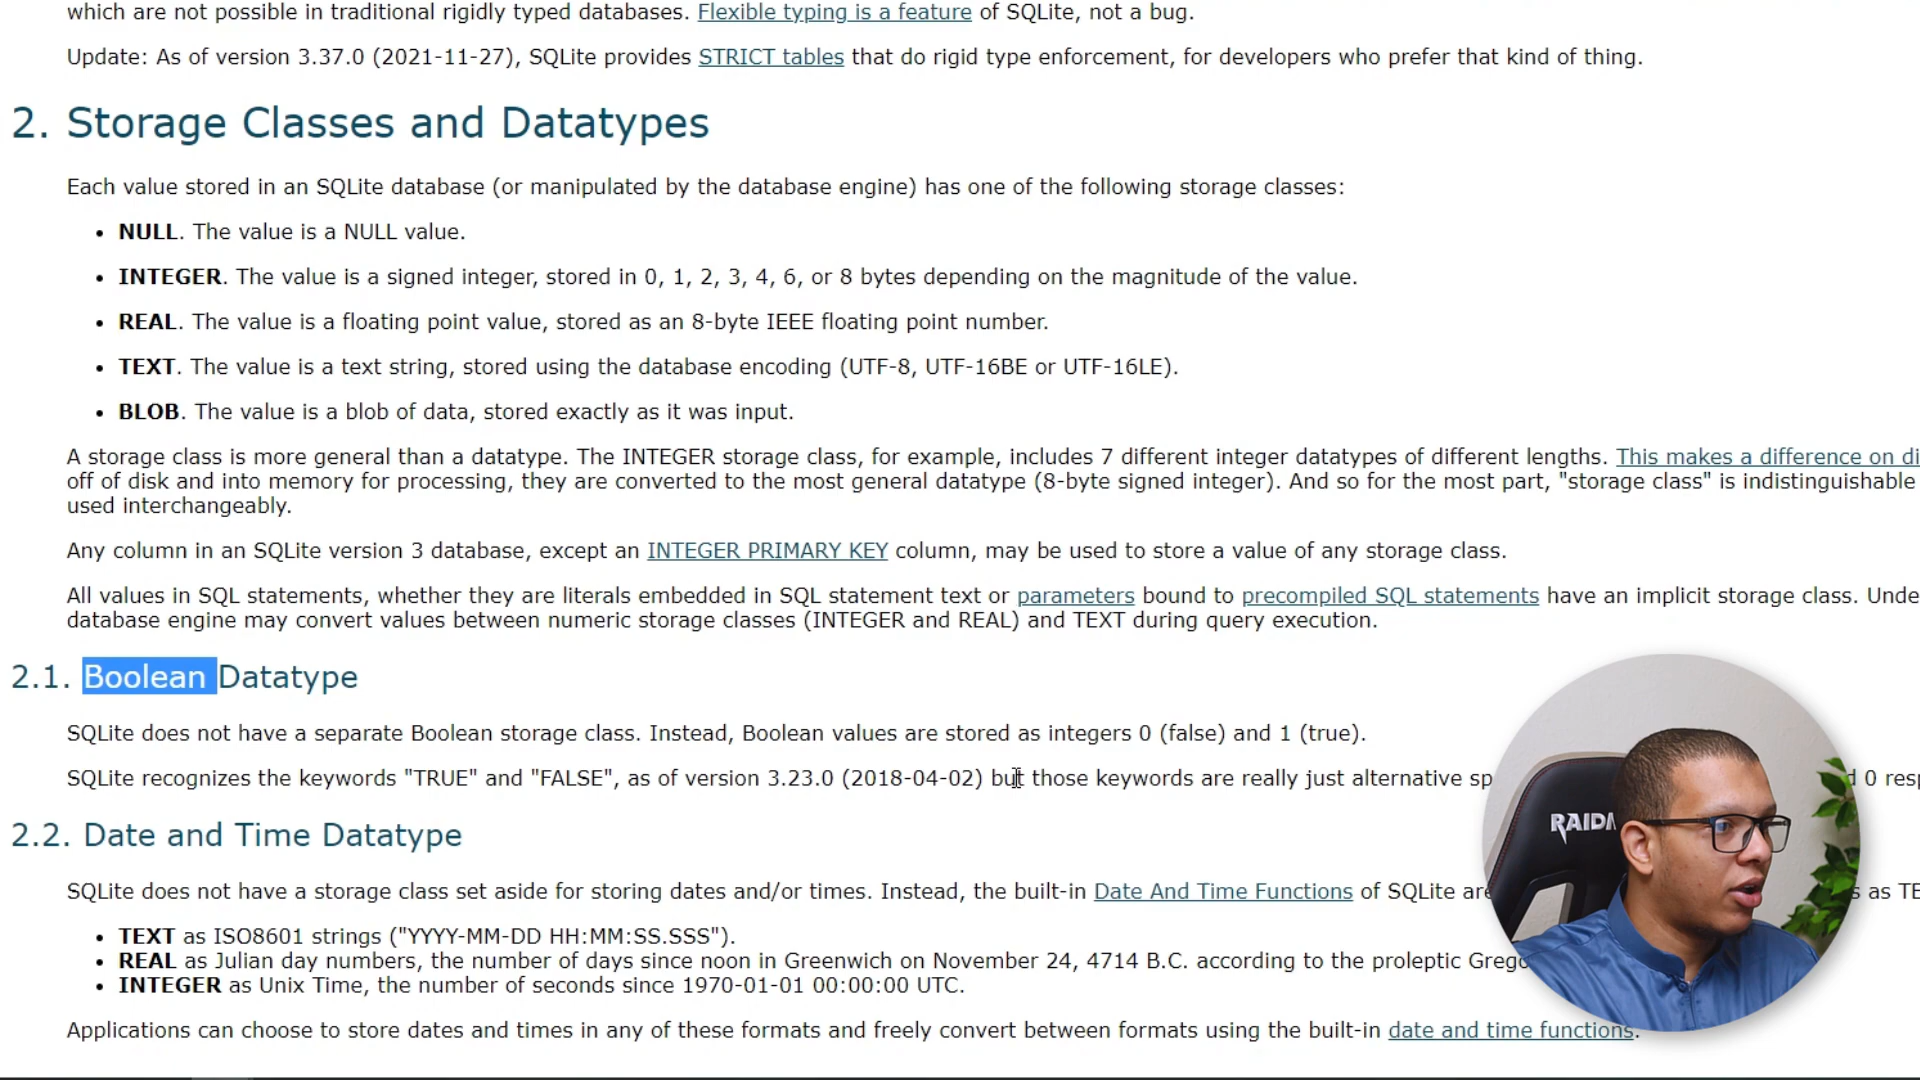 which are not possible in traditional rigidly typed databases. Flexible typing is a feature of SQLite, not a bug.
Update: As of version 3.37.0 (2021-11-27), SQLite provides STRICT tables that do rigid type enforcement, for developers who prefer that kind of thing.
2. Storage Classes and Datatypes
Each value stored in an SQLite database (or manipulated by the database engine) has one of the following storage classes:
• NULL. The value is a NULL value.
• INTEGER. The value is a signed integer, stored in 0, 1, 2, 3, 4, 6, or 8 bytes depending on the magnitude of the value.
• REAL. The value is a floating point value, stored as an 8-byte IEEE floating point number.
• TEXT. The value is a text string, stored using the database encoding (UTF-8, UTF-16BE or UTF-16LE).
• BLOB. The value is a blob of data, stored exactly as it was input.
A storage class is more general than a datatype. The INTEGER storage class, for example, includes 7 different integer datatypes of different lengths. This makes a difference on di
off of disk and into memory for processing, they are converted to the most general datatype (8-byte signed integer). And so for the most part, "storage class" is indistinguishable
used interchangeably.
Any column in an SQLite version 3 database, except an INTEGER PRIMARY KEY column, may be used to store a value of any storage class.
All values in SQL statements, whether they are literals embedded in SQL statement text or parameters bound to precompiled SQL statements have an implicit storage class. Unde
database engine may convert values between numeric storage classes (INTEGER and REAL) and TEXT during query execution.
2.1. Boolean Datatype
SQLite does not have a separate Boolean storage class. Instead, Boolean values are stored as integers 0 (false) and 1 (true).
SQLite recognizes the keywords "TRUE" and "FALSE", as of version 3.23.0 (2018-04-02) but those keywords are really just alternative sp d 0 resp
2.2. Date and Time Datatype
SQLite does not have a storage class set aside for storing dates and/or times. Instead, the built-in Date And Time Functions of SQLite are s as TE
• TEXT as ISO8601 strings ("YYYY-MM-DD HH:MM:SS.SSS").
• REAL as Julian day numbers, the number of days since noon in Greenwich on November 24, 4714 B.C. according to the proleptic Grego
• INTEGER as Unix Time, the number of seconds since 1970-01-01 00:00:00 UTC.
Applications can choose to store dates and times in any of these formats and freely convert between formats using the built-in date and time functions.
RAIDM